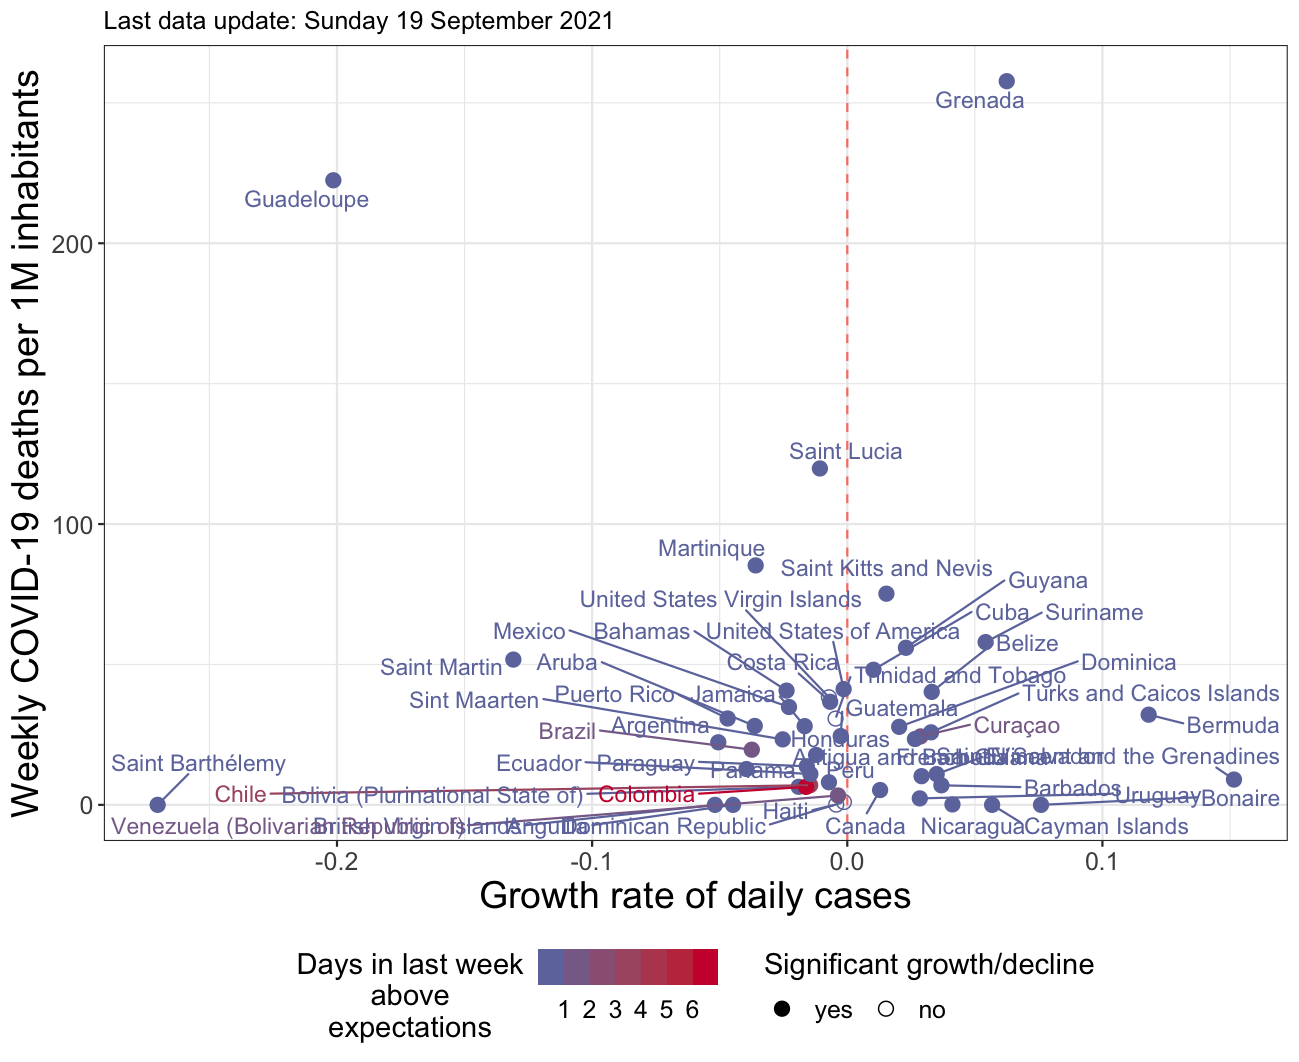 Last data update: Sunday 19 September 2021
Weekly COVID-19 deaths per 1M inhabitants
200
100
0
Grenada
Guadeloupe
Saint Lucia
Martinique
Saint Kitts and Nevis
Guyana
United States Virgin Islands
Cuba
Suriname
Mexico
Bahamas
United States of America
Belize
Saint Martin
Aruba
Costa Rica
Dominica
Trinidad and Tobago
Sint Maarten
Puerto Rico
Jamaica
Turks and Caicos Islands
Guatemala
Brazil
Argentina
Curaçao
Bermuda
Honduras
Saint Barthélemy
Ecuador
Paraguay
Panama
Peru
Antigua and Barbuda
French Guiana
El Salvador
Saint Vincent and the Grenadines
Chile
Bolivia (Plurinational State of)
Colombia
Barbados
Uruguay
Bonaire
Haiti
Venezuela (Bolivarian Republic of)
British Virgin Islands
Anguilla
Dominican Republic
Canada
Nicaragua
Cayman Islands
-0.2
-0.1
0.0
0.1
Growth rate of daily cases
Days in last week
above
expectations
1 2 3 4 5 6
Significant growth/decline
yes
no